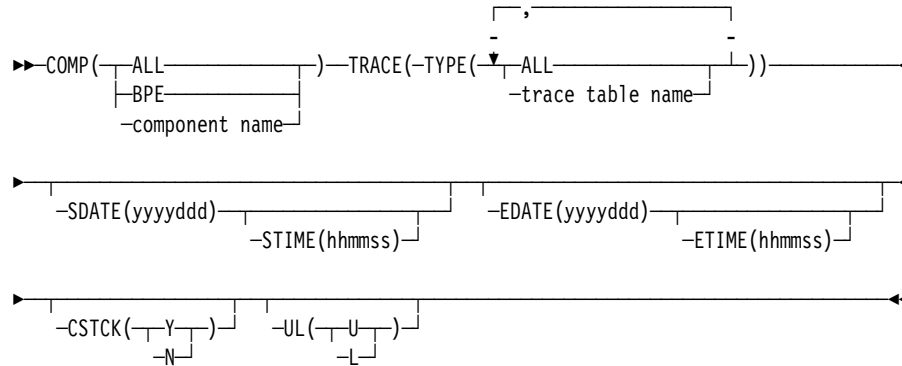 ,
COMP( ALL ) TRACE( TYPE( ALL ))
BPE trace table name
component name
SDATE(yyyyddd) EDATE(yyyyddd)
STIME(hhmmss) ETIME(hhmmss)
CSTCK( Y ) UL( U )
N L